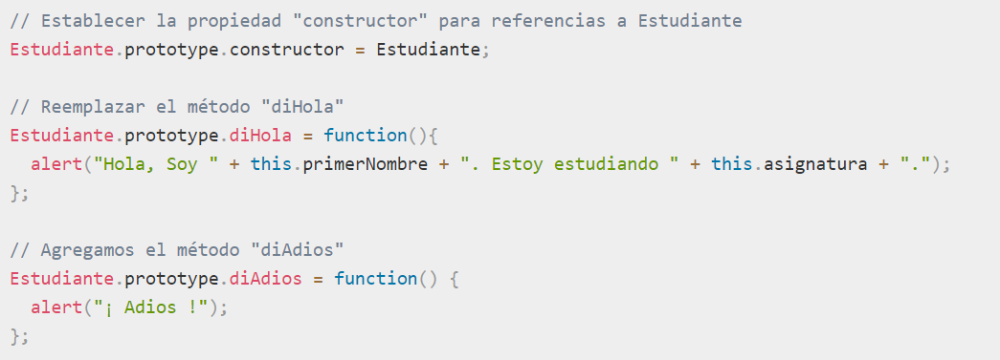 // Establecer la propiedad "constructor" para referencias a Estudiante
Estudiante.prototype.constructor = Estudiante;
// Reemplazar el método "diHola"
Estudiante.prototype.diHola = function(){
alert("Hola, Soy " + this.primerNombre + ". Estoy estudiando " + this.asignatura + ".");
};
// Agregamos el método "diAdios"
Estudiante.prototype.diAdios = function() {
alert("¡ Adios !");
};